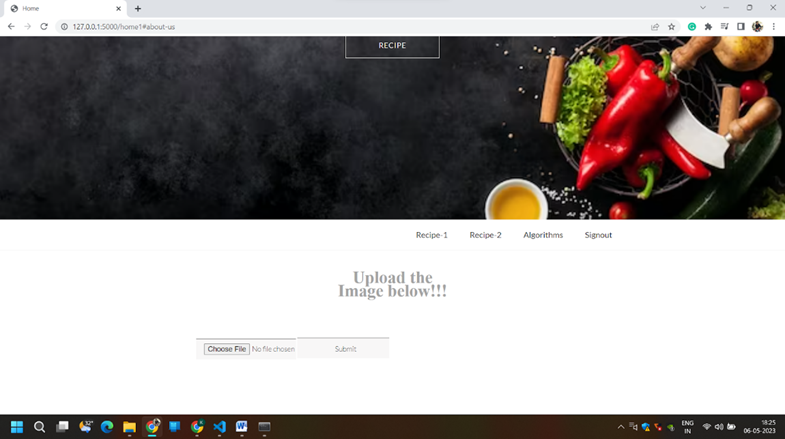 Home
127.0.0.1:5000/home1#about-us
RECIPE
Recipe-1 Recipe-2 Algorithms Signout
Upload the
Image below!!!
Choose File No file chosen Submit
32°
ENG
IN
18:25
06-05-2023